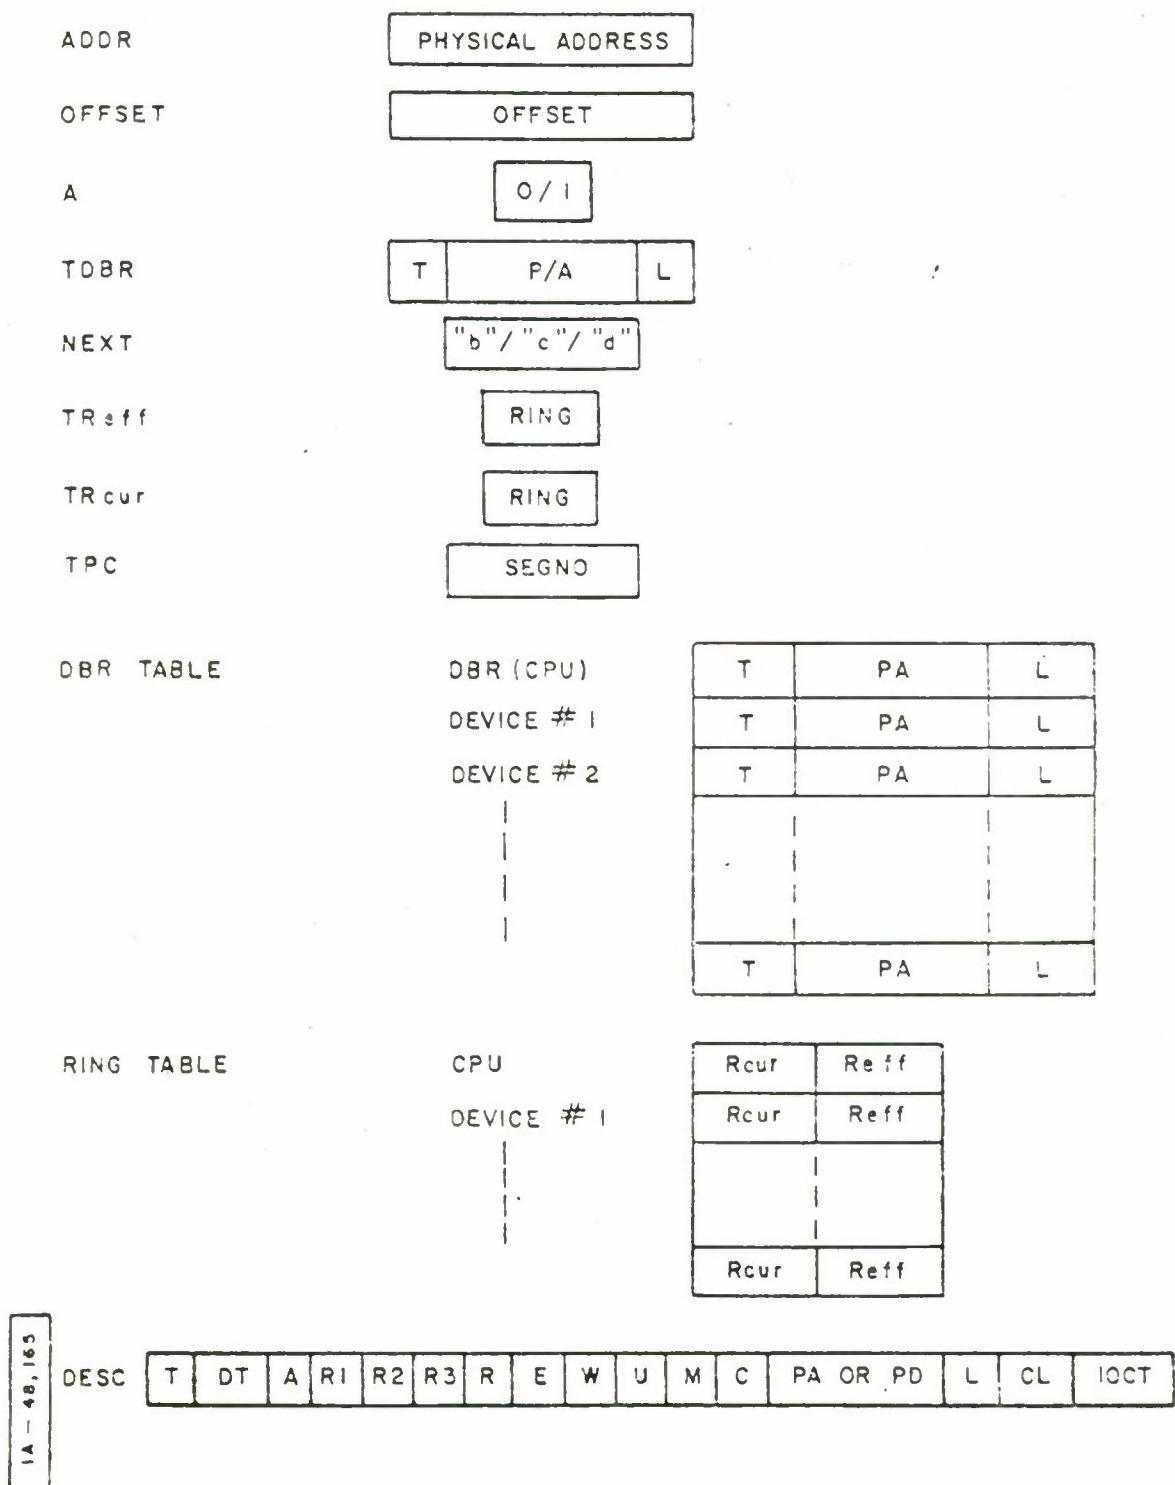 ADDR PHYSICAL ADDRESS
OFFSET OFFSET
A 0/1
TDBR T P/A L
NEXT "b"/"c"/"d"
TReff RING
TRcur RING
TPC SEGNO
DBR TABLE DBR (CPU) T PA L
DEVICE # 1 T PA L
DEVICE # 2 T PA L
T PA L
RING TABLE CPU Rcur Reff
DEVICE # 1 Rcur Reff
Rcur Reff
DESC T DT A R1 R2 R3 R E W U M C PA OR PD L CL IOCT
IA-48,165